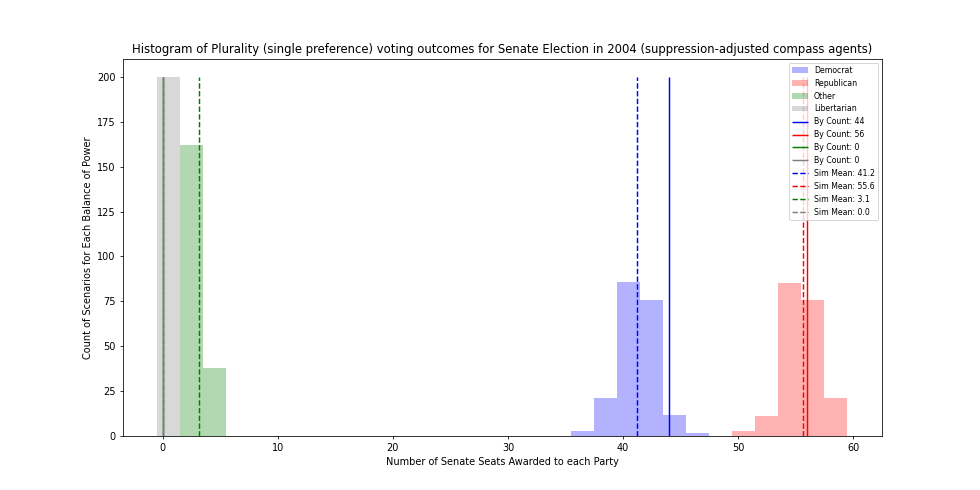 Histogram of Plurality (single preference) voting outcomes for Senate Election in 2004 (suppression-adjusted compass agents)
Democrat
Republican
Other
Libertarian
By Count: 44
By Count: 56
By Count: 0
By Count: 0
Sim Mean: 41.2
Sim Mean: 55.6
Sim Mean: 3.1
Sim Mean: 0.0
Count of Scenarios for Each Balance of Power
200
175
150
125
100
75
50
25
0
0 10 20 30 40 50 60
Number of Senate Seats Awarded to each Party